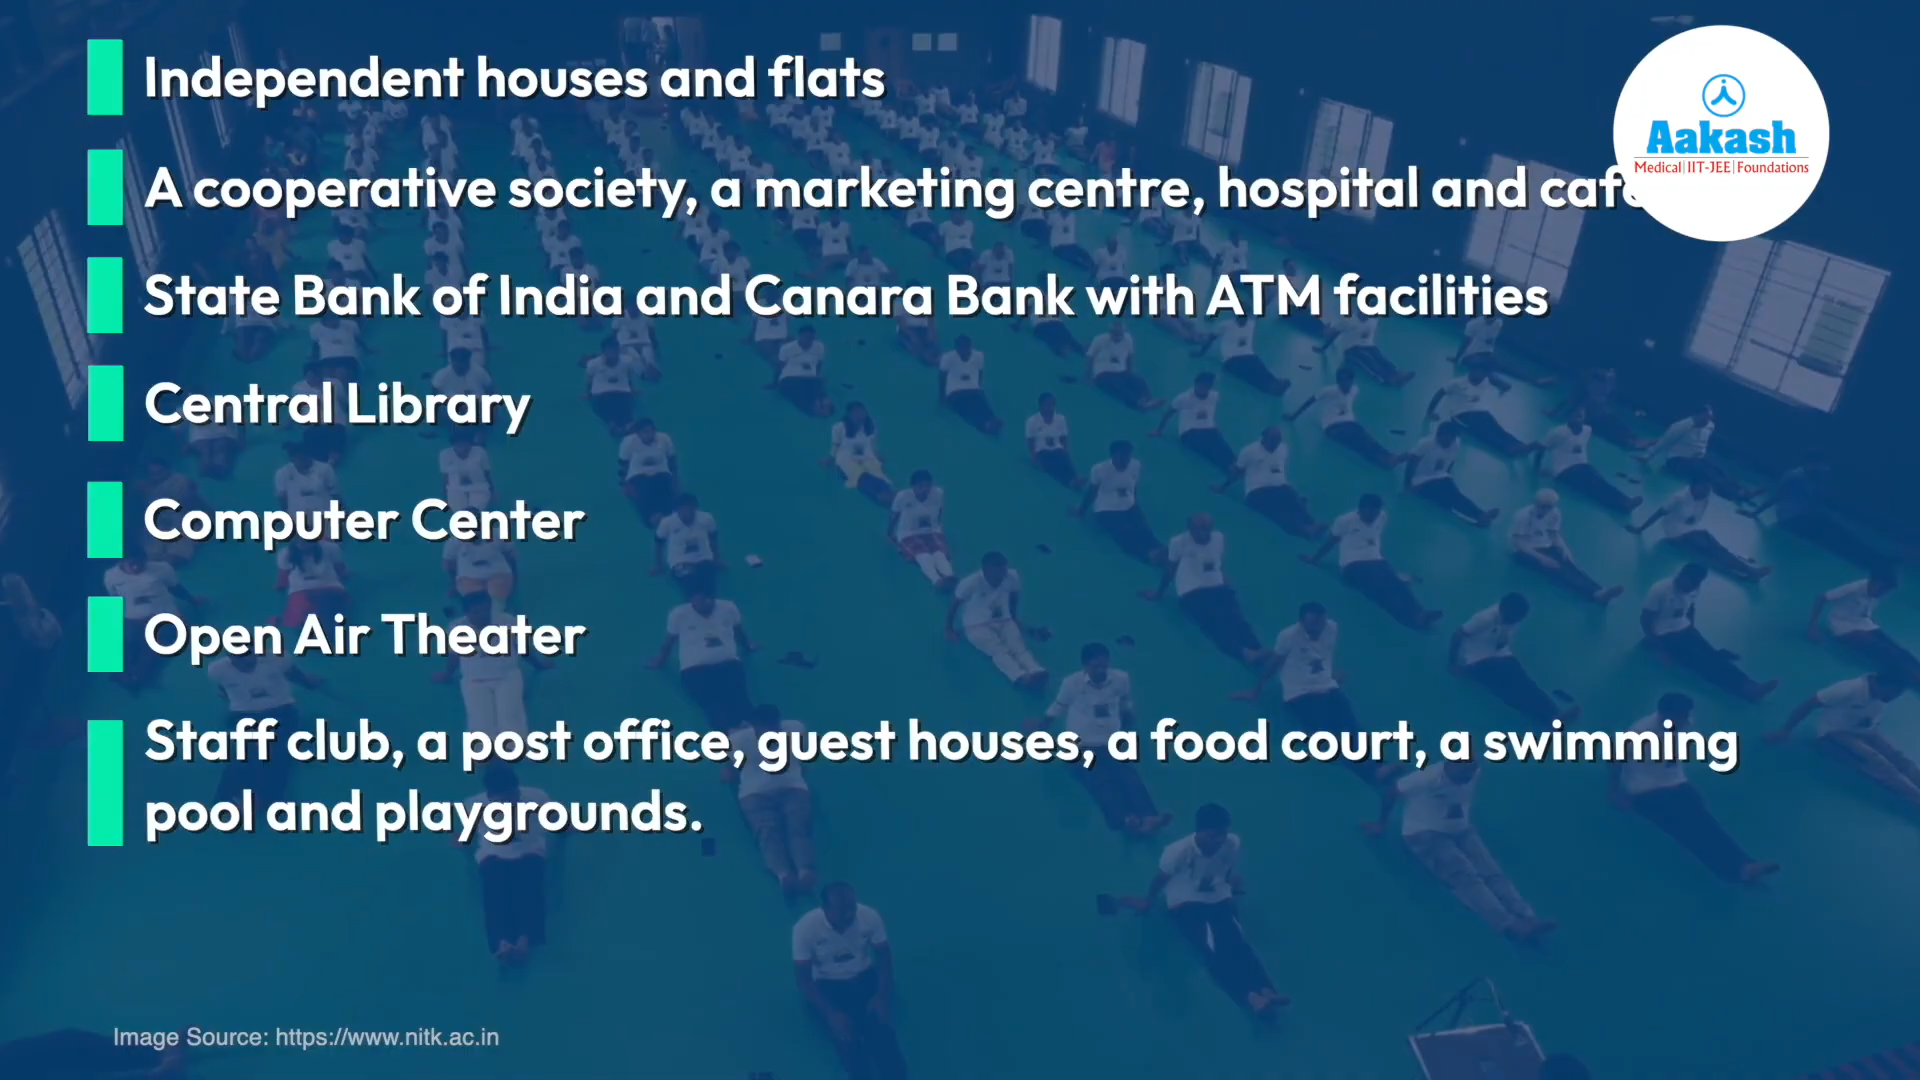 Independent houses and flats
A cooperative society, a marketing centre, hospital and
State Bank of India and Canara Bank with ATM facilities
Central Library
Computer Center
Open Air Theater
Staff club, a post office, guest houses, a food court, a swimming
pool and playgrounds.
Aakash
Medical|IIT-JEE|Foundations
Image Source: https://www.nitk.ac.in